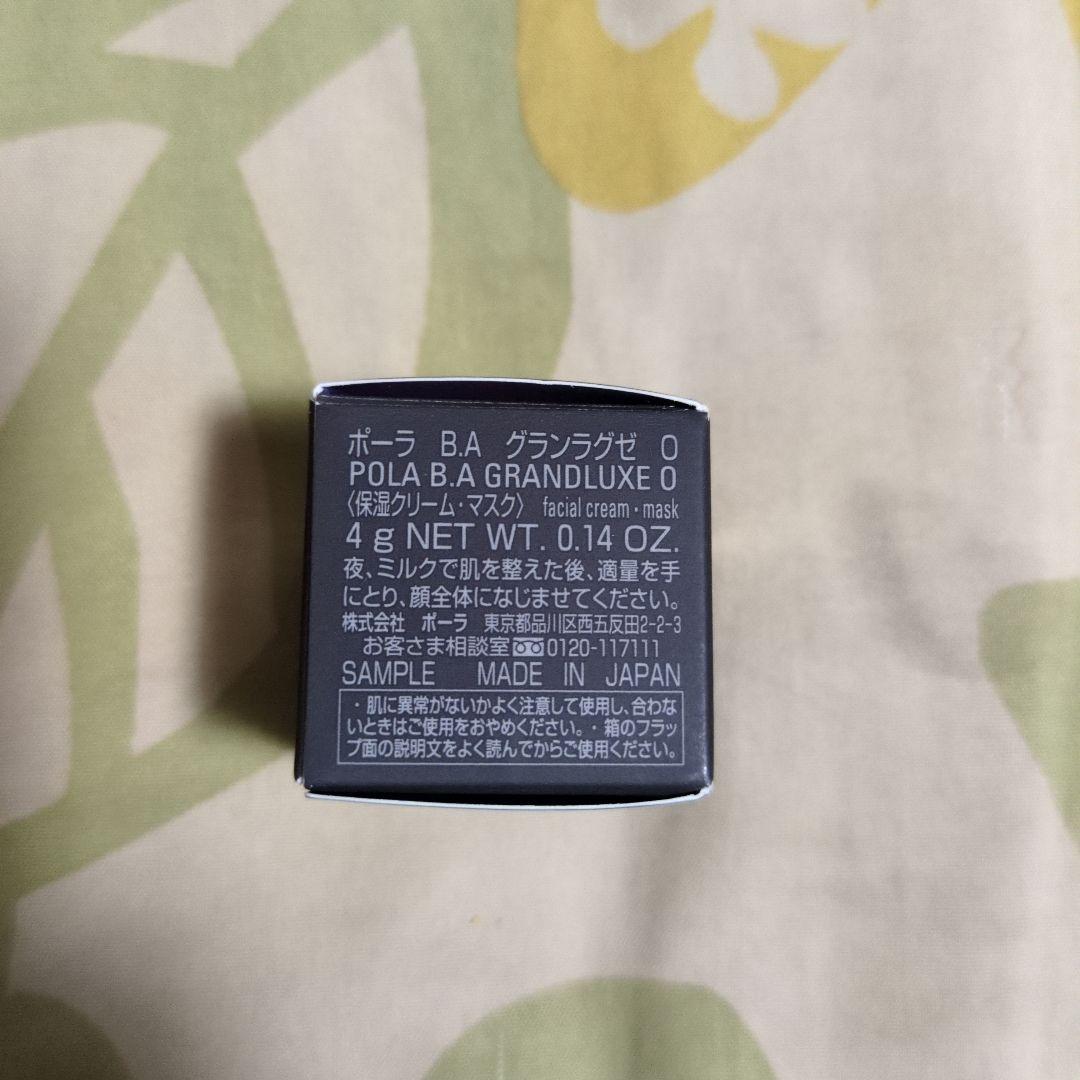 ポーラ B.A グランラグゼ O
POLA B.A GRANDLUXE O
〈保湿クリーム・マスク〉 facial cream・mask
4 g NET WT. 0.14 OZ.
夜、ミルクで肌を整えた後、適量を手
にとり、顔全体になじませてください。
株式会社 ポーラ 東京都品川区西五反田2-2-3
お客さま相談室 0120-117111
SAMPLE MADE IN JAPAN
・肌に異常がないかよく注意して使用し、合わな
いときはご使用をおやめください。・箱のフラッ
プ面の説明文をよく読んでからご使用ください。